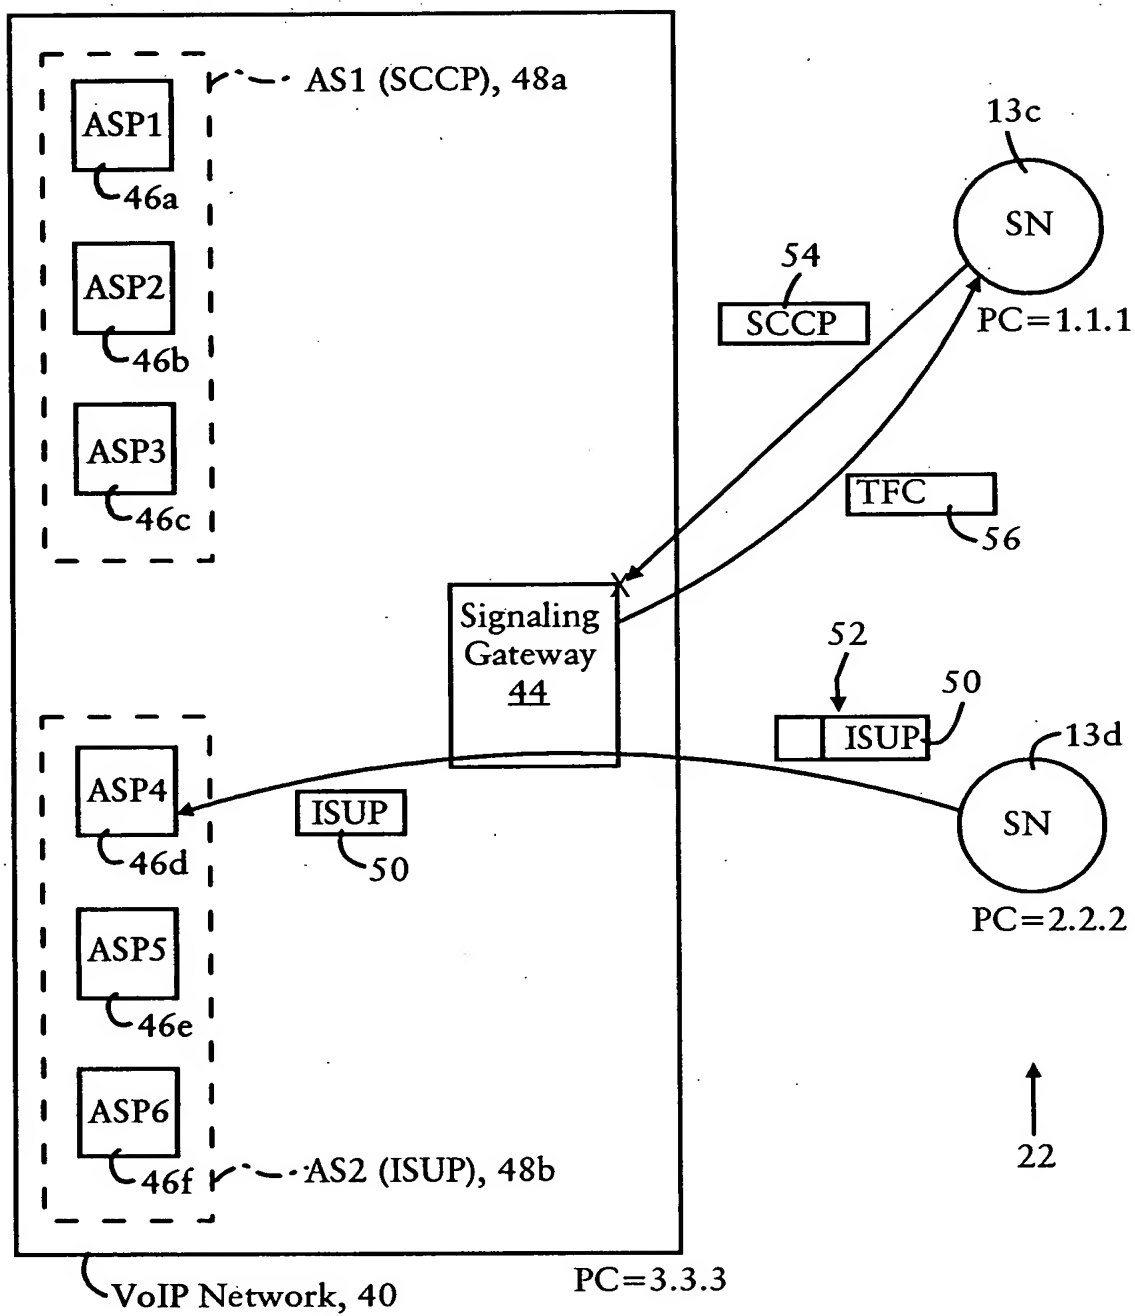 AS1 (SCCP), 48a
ASP1
46a
ASP2
46b
ASP3
46c
13c
SN
PC=1.1.1
54
SCCP
TFC
56
Signaling
Gateway
44
52
50
ISUP
13d
SN
PC=2.2.2
ASP4
46d
ISUP
50
ASP5
46e
ASP6
46f
AS2 (ISUP), 48b
22
VoIP Network, 40
PC=3.3.3
X